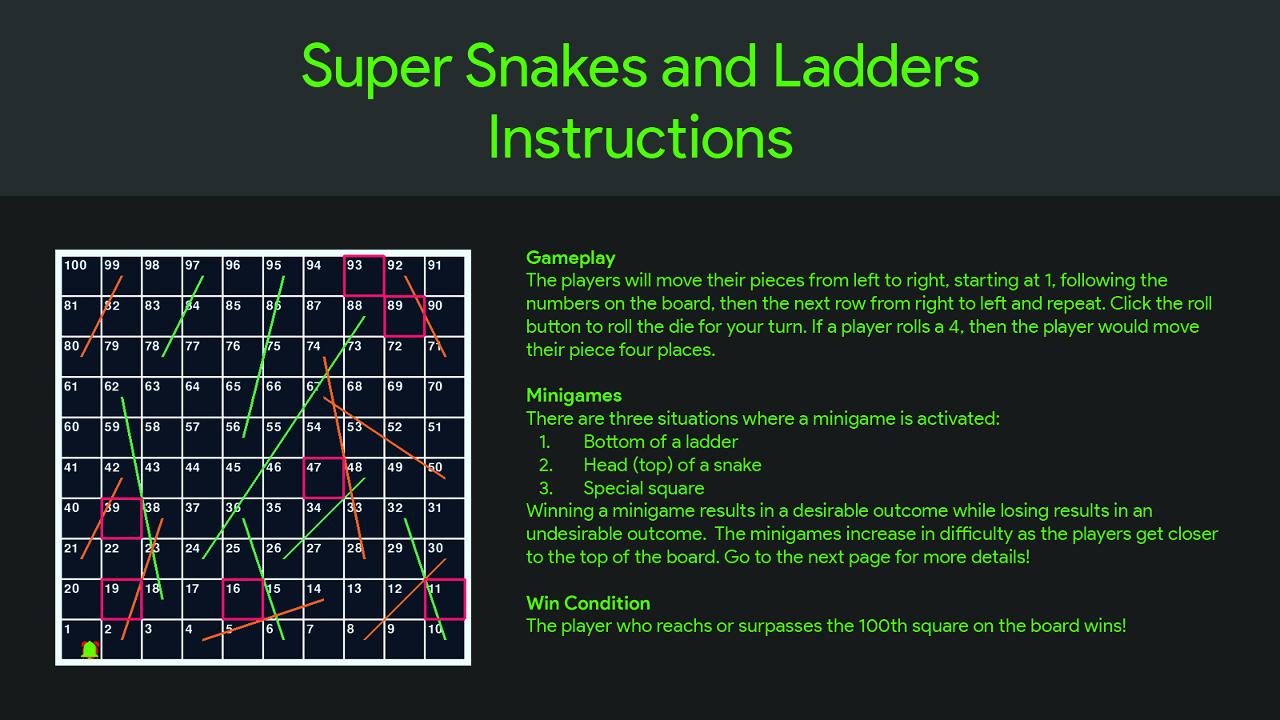 Super Snakes and Ladders
Instructions
100 99 98 97 96 95 94 93 92 91
81 82 83 84 85 86 87 88 89 90
80 79 78 77 76 75 74 73 72 71
61 62 63 64 65 66 67 68 69 70
60 59 58 57 56 55 54 53 52 51
41 42 43 44 45 46 47 48 49 50
40 39 38 37 36 35 34 33 32 31
21 22 23 24 25 26 27 28 29 30
20 19 18 17 16 15 14 13 12 11
1 2 3 4 5 6 7 8 9 10
Gameplay
The players will move their pieces from left to right, starting at 1, following the
numbers on the board, then the next row from right to left and repeat. Click the roll
button to roll the die for your turn. If a player rolls a 4, then the player would move
their piece four places.
Minigames
There are three situations where a minigame is activated:
1. Bottom of a ladder
2. Head (top) of a snake
3. Special square
Winning a minigame results in a desirable outcome while losing results in an
undesirable outcome. The minigames increase in difficulty as the players get closer
to the top of the board. Go to the next page for more details!
Win Condition
The player who reachs or surpasses the 100th square on the board wins!